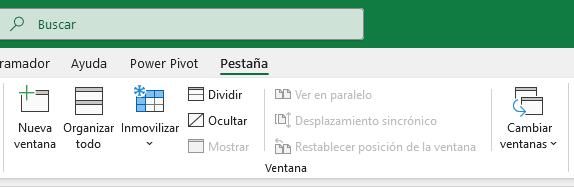 Buscar
ramador Ayuda Power Pivot Pestaña
Nueva ventana
Organizar todo
Inmovilizar
Dividir
Ocultar
Mostrar
Ver en paralelo
Desplazamiento sincrónico
Restablecer posición de la ventana
Cambiar ventanas
Ventana